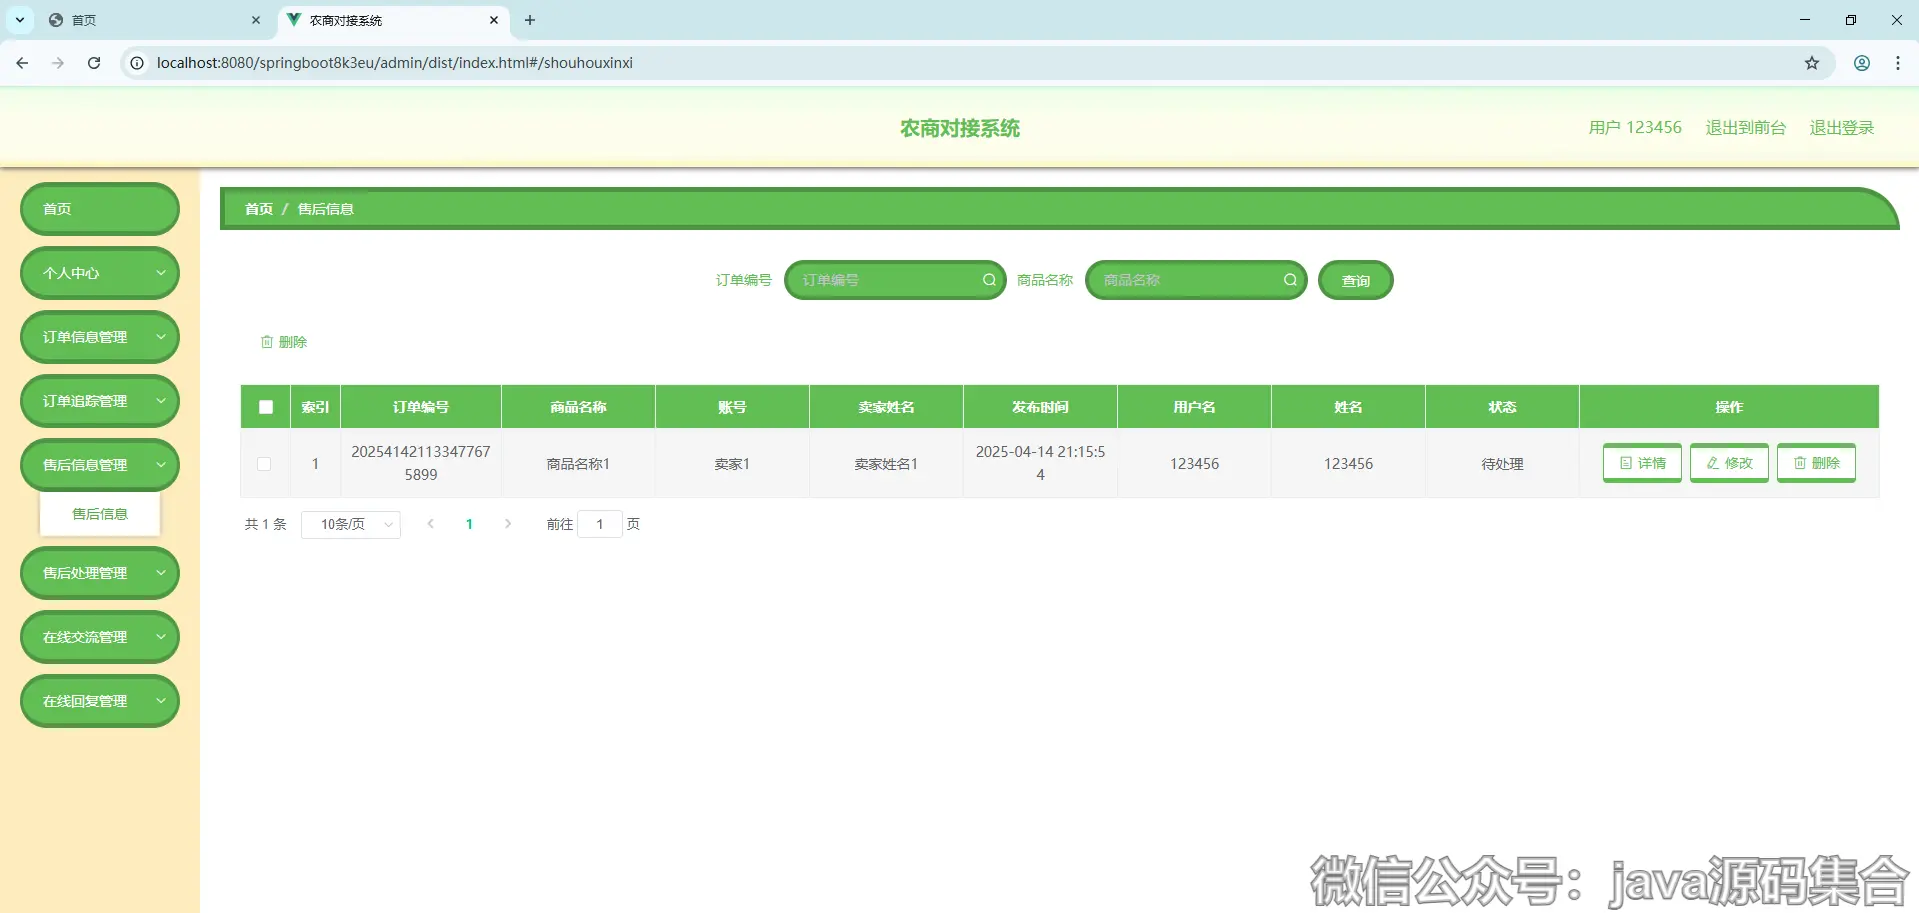 首页
农商对接系统
localhost:8080/springboot8k3eu/admin/dist/index.html#/shouhouxinxi
农商对接系统
用户 123456 退出到前台 退出登录
首页
个人中心
订单信息管理
订单追踪管理
售后信息管理
售后信息
售后处理管理
在线交流管理
在线回复管理
首页 / 售后信息
订单编号 订单编号 商品名称 商品名称 查询
删除
索引 订单编号 商品名称 账号 卖家姓名 发布时间 用户名 姓名 状态 操作
1 202541421133477675899 商品名称1 卖家1 卖家姓名1 2025-04-14 21:15:54 123456 123456 待处理 详情 修改 删除
共 1 条 10条/页 1 前往 1 页
微信公众号：java源码集合